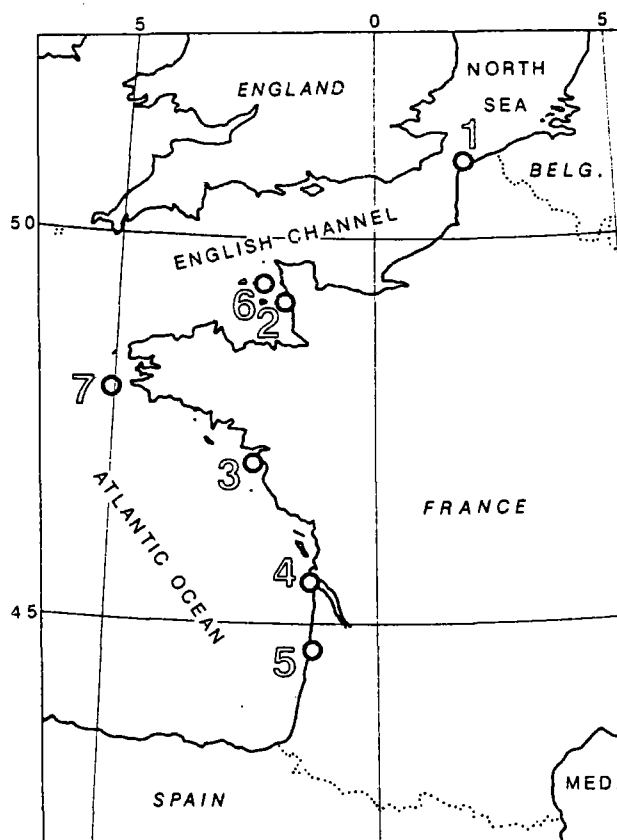 5 0 5
NORTH
SEA
ENGLAND
1
BELG.
50
ENGLISH CHANNEL
6
2
7
3
ATLANTIC OCEAN
FRANCE
4
45
5
MED.
SPAIN